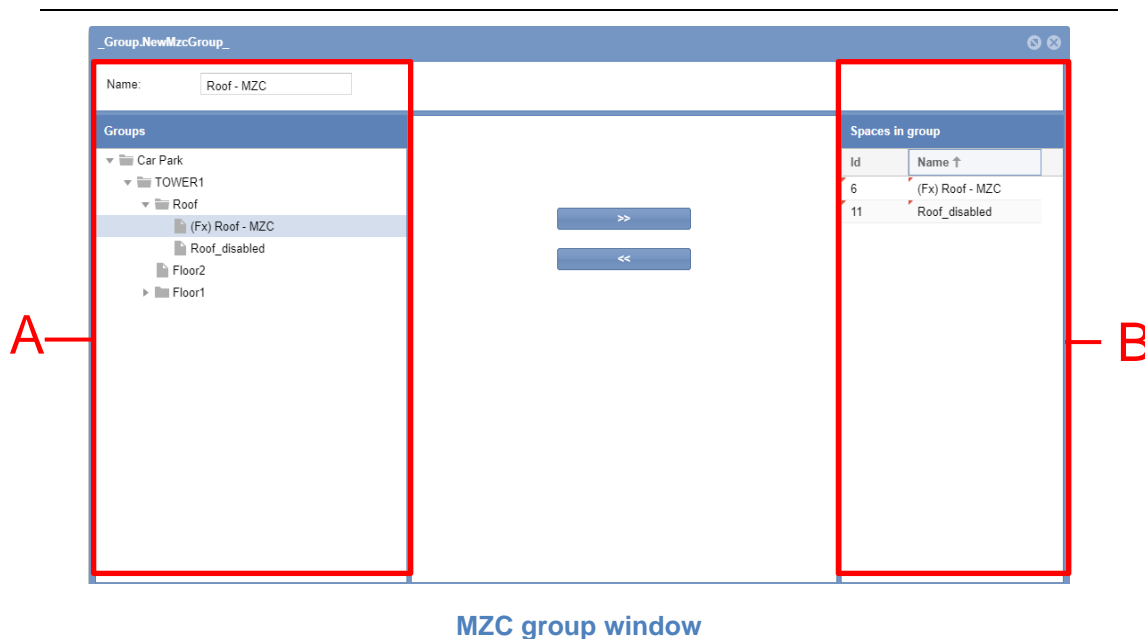 _Group.NewMzcGroup_
Name: Roof - MZC
Groups
Car Park
TOWER1
Roof
(Fx) Roof - MZC
Roof_disabled
Floor2
Floor1
>>
<<
Spaces in group
Id Name ↑
6 (Fx) Roof - MZC
11 Roof_disabled
A
B
MZC group window